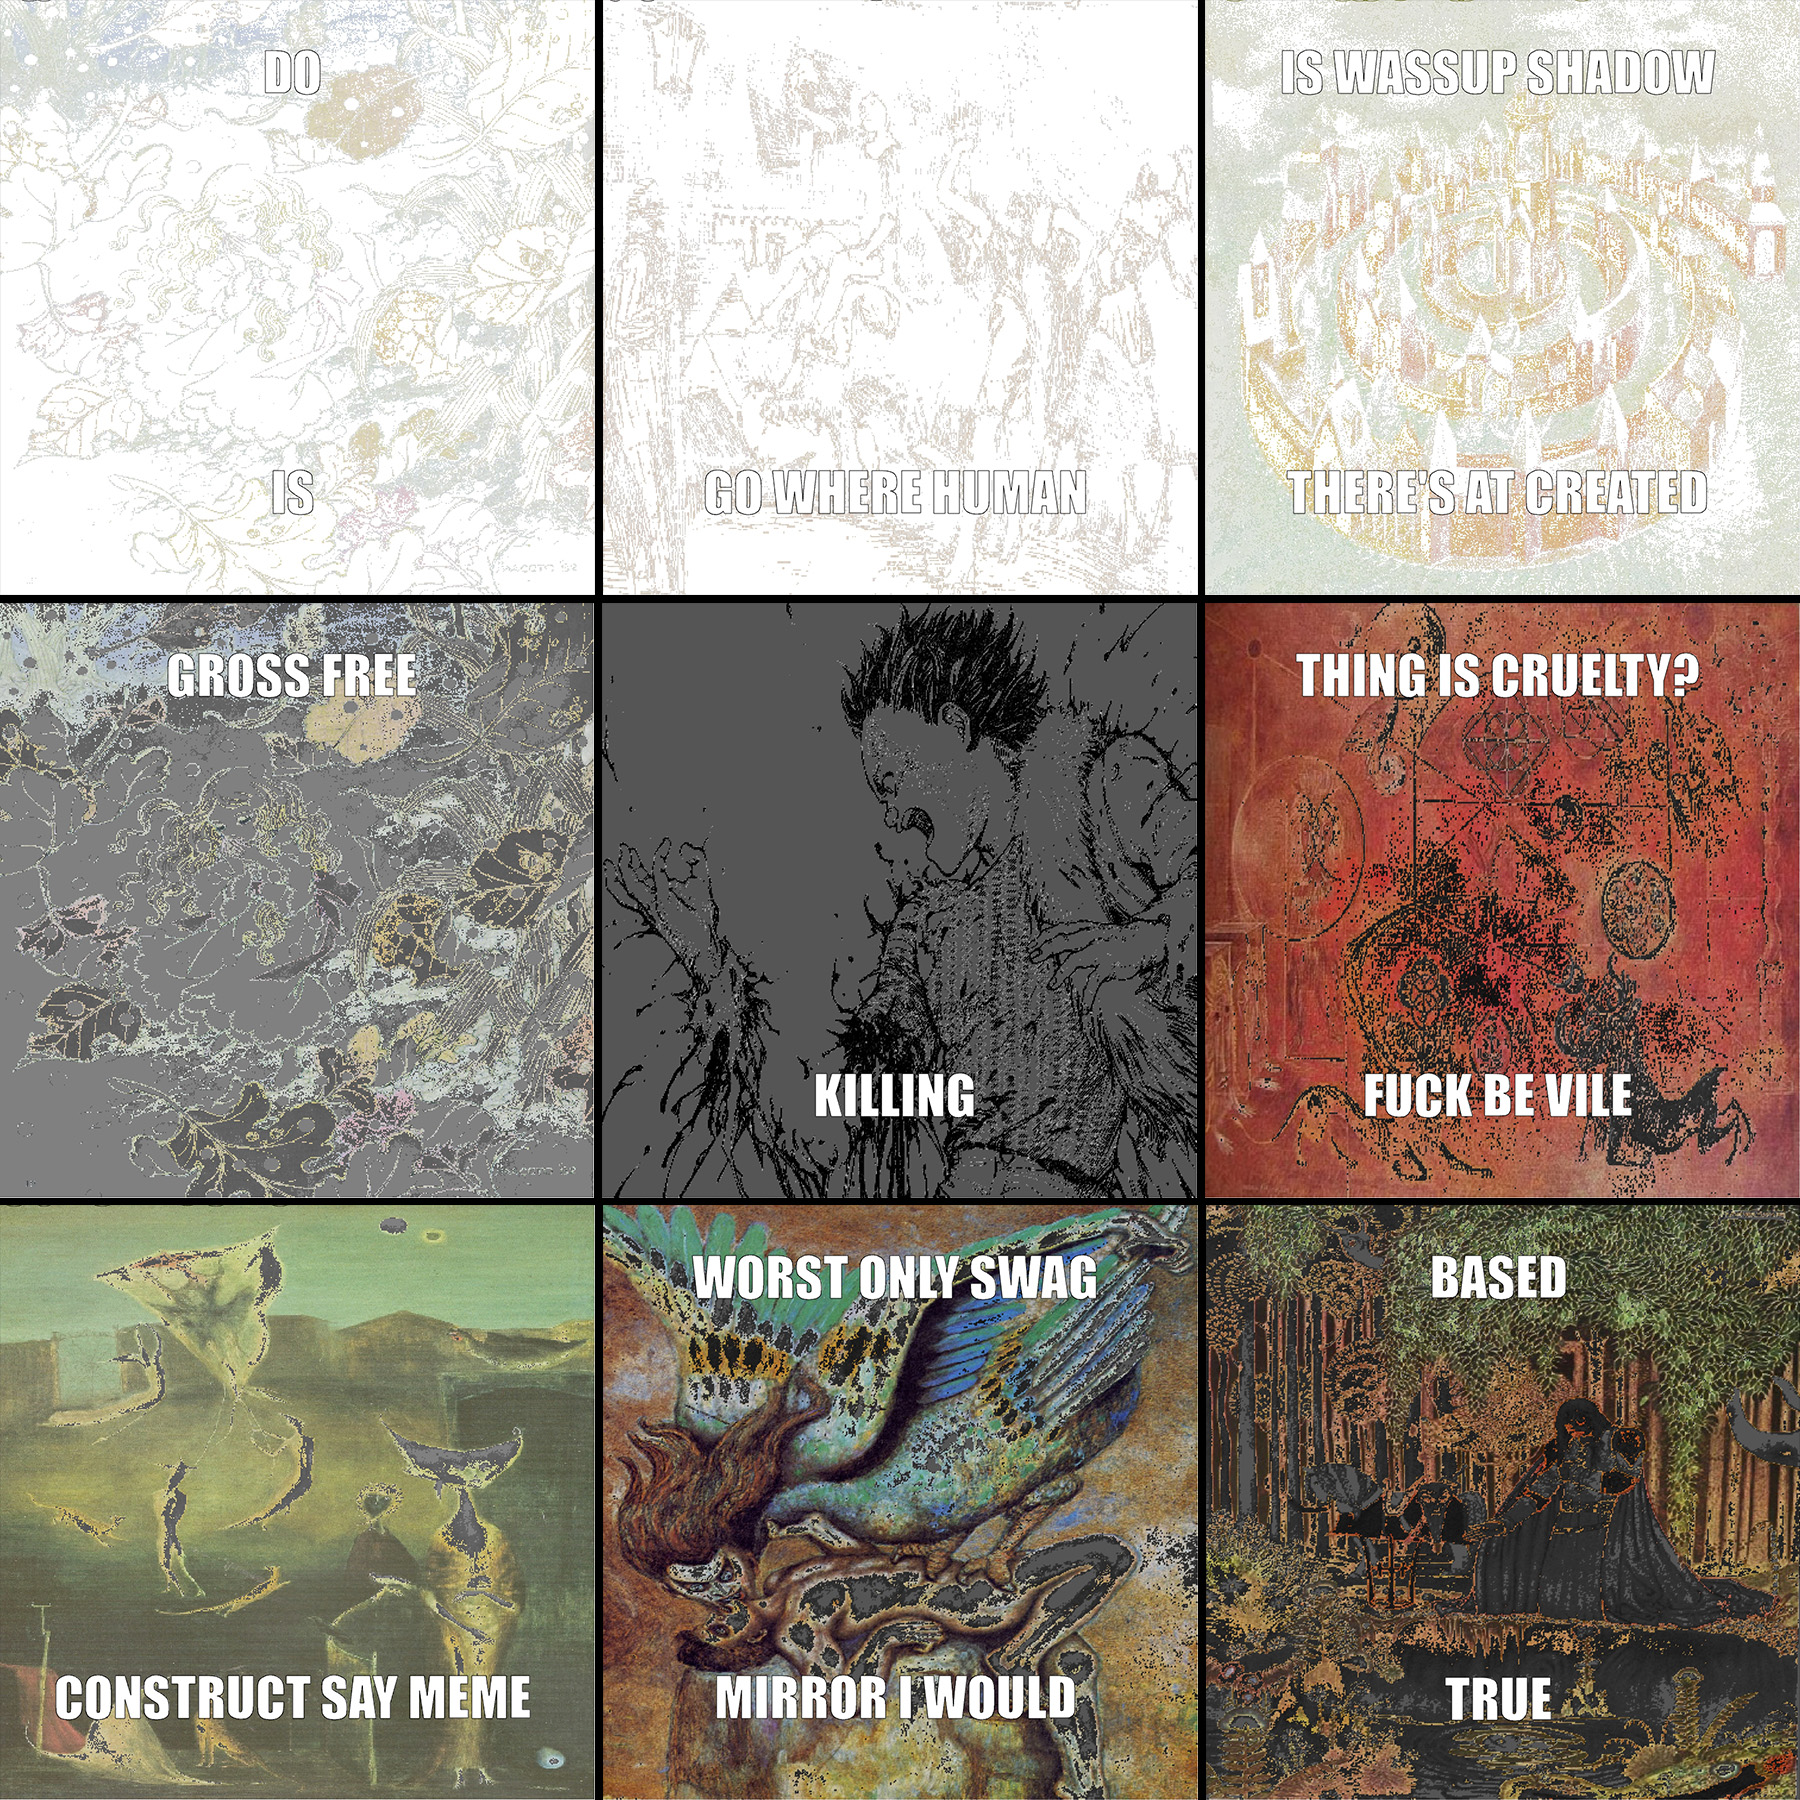 DO
IS
GO WHERE HUMAN
IS WASSUP SHADOW
THERE'S AT CREATED
GROSS FREE
KILLING
THING IS CRUELTY?
FUCK BE VILE
CONSTRUCT SAY MEME
WORST ONLY SWAG
MIRROR I WOULD
BASED
TRUE